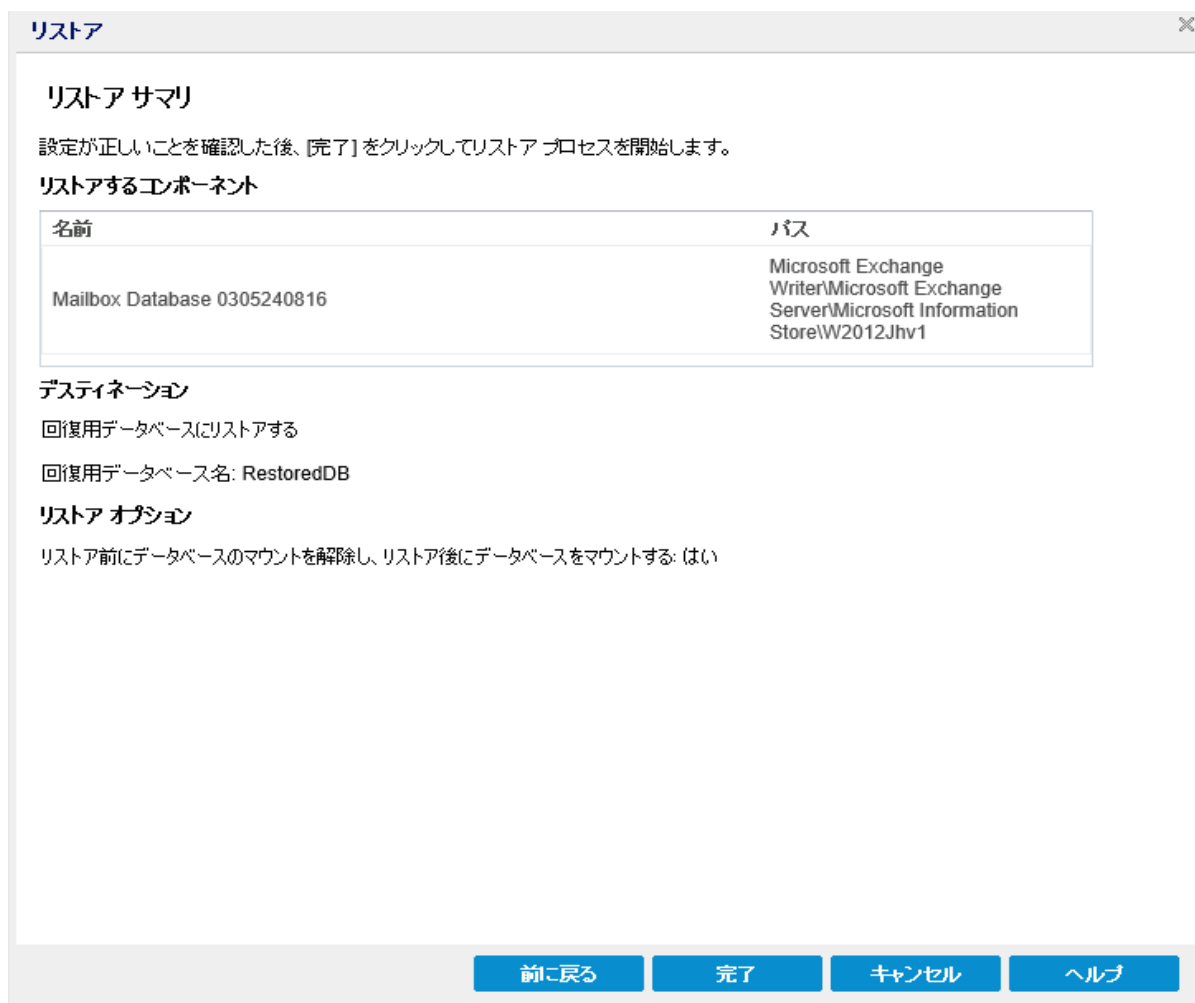 リストア
リストア サマリ
設定が正しいことを確認した後、[完了] をクリックしてリストア プロセスを開始します。
リストアするコンポーネント
名前 パス
Mailbox Database 0305240816
Microsoft Exchange
Writer\Microsoft Exchange
Server\Microsoft Information
Store\W2012Jhv1
デスティネーション
回復用データベースにリストアする
回復用データベース名: RestoredDB
リストア オプション
リストア前にデータベースのマウントを解除し、リストア後にデータベースをマウントする: はい
前に戻る 完了 キャンセル ヘルプ